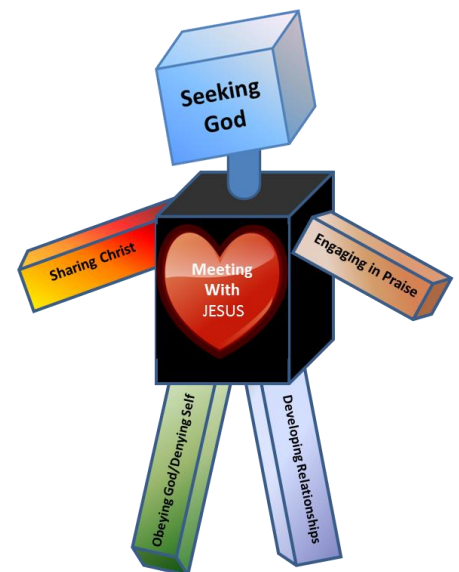 Seeking
God
Sharing Christ
Meeting
With
JESUS
Engaging in Praise
Obeying God/Denying Self
Developing Relationships